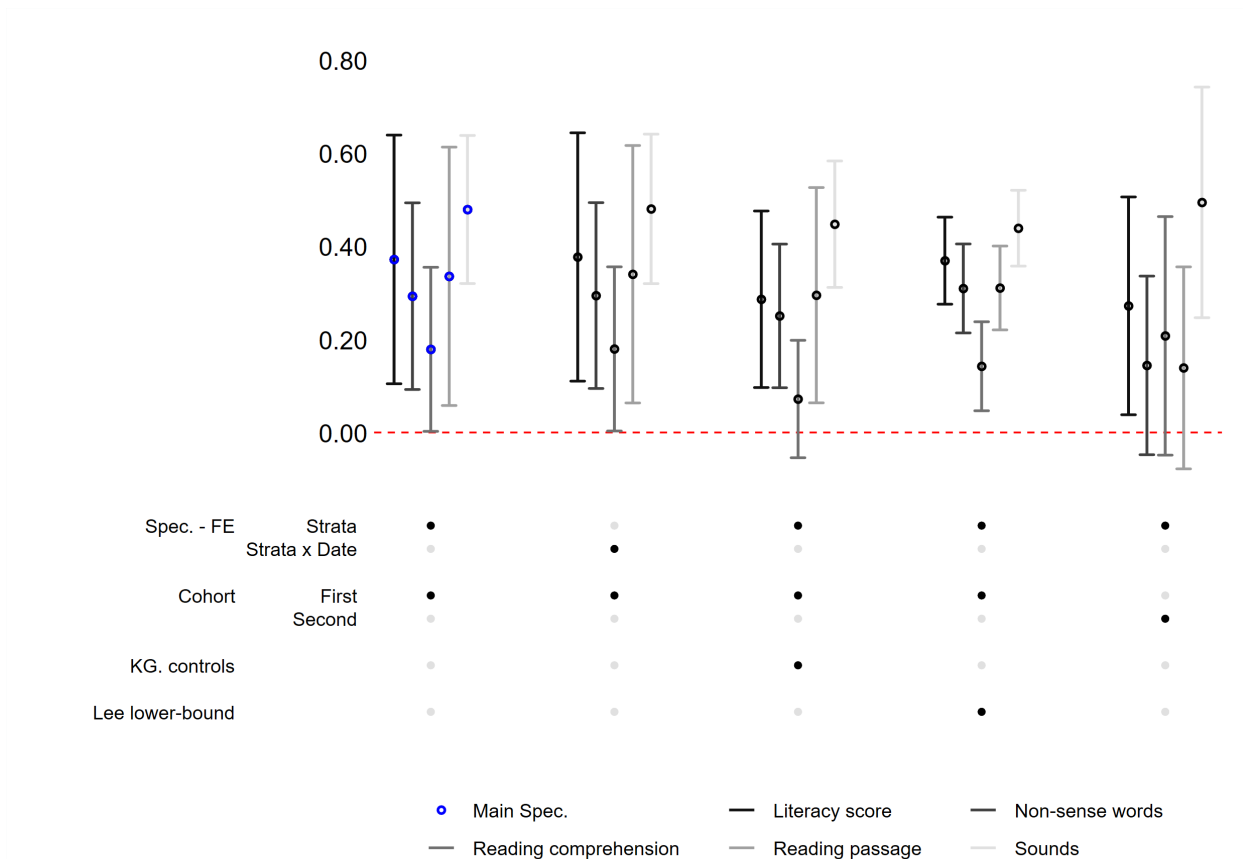 0.80
0.60
0.40
0.20
0.00
Spec. - FE Strata
Strata x Date
Cohort First
Second
KG. controls
Lee lower-bound
Main Spec. Literacy score Non-sense words
Reading comprehension Reading passage Sounds